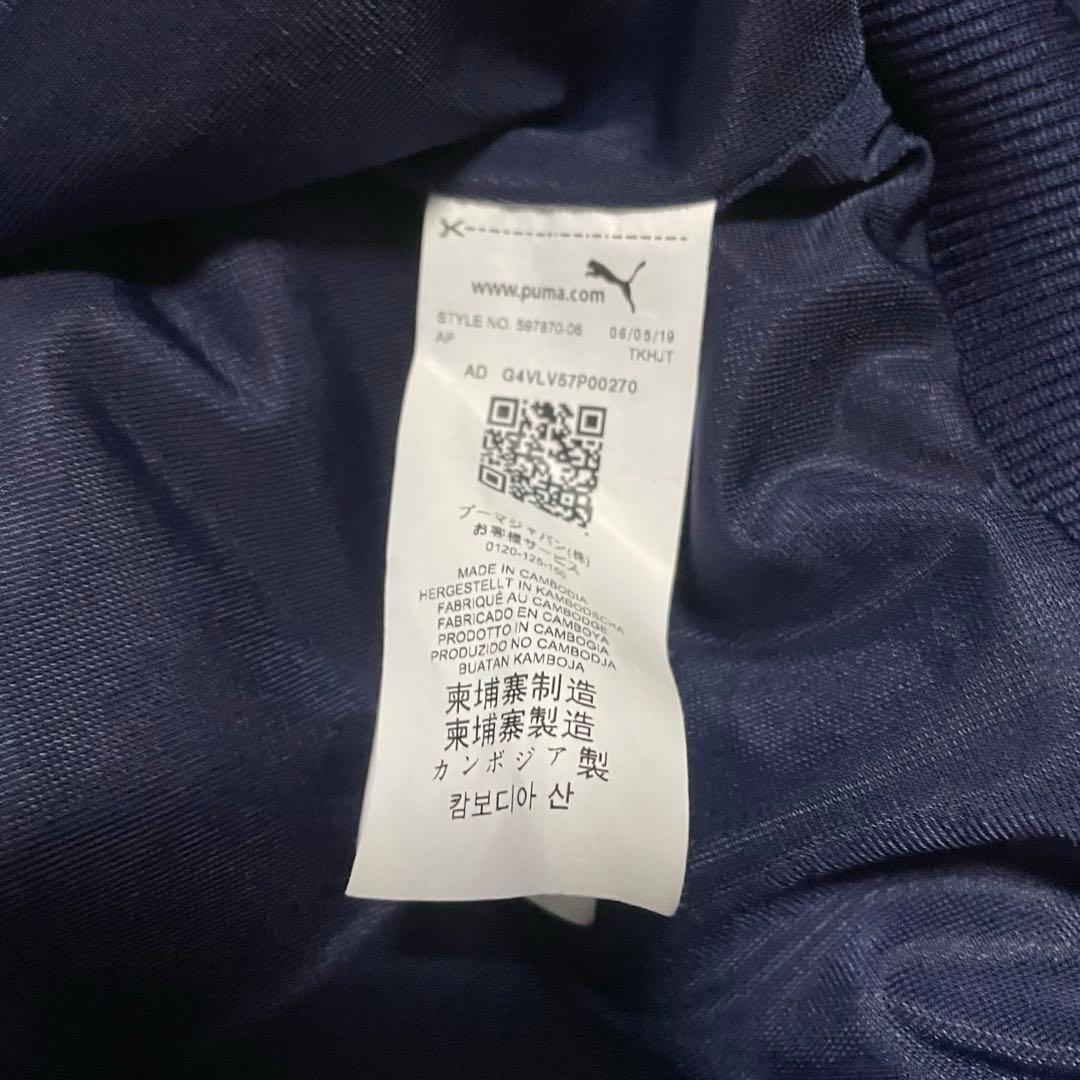 www.puma.com
STYLE NO. 597870-06 06/05/19
AP TKHJT
AD G4VLV57P00270
プーマジャパン(株)
お客様サービス
0120-125-150
MADE IN CAMBODIA
HERGESTELLT IN KAMBODSCHA
FABRIQUÉ AU CAMBODGE
FABRICADO EN CAMBOYA
PRODOTTO IN CAMBOGIA
PRODUZIDO NO CAMBODJA
BUATAN KAMBOJA
柬埔寨制造
柬埔寨製造
カンボジア製
캄보디아 산